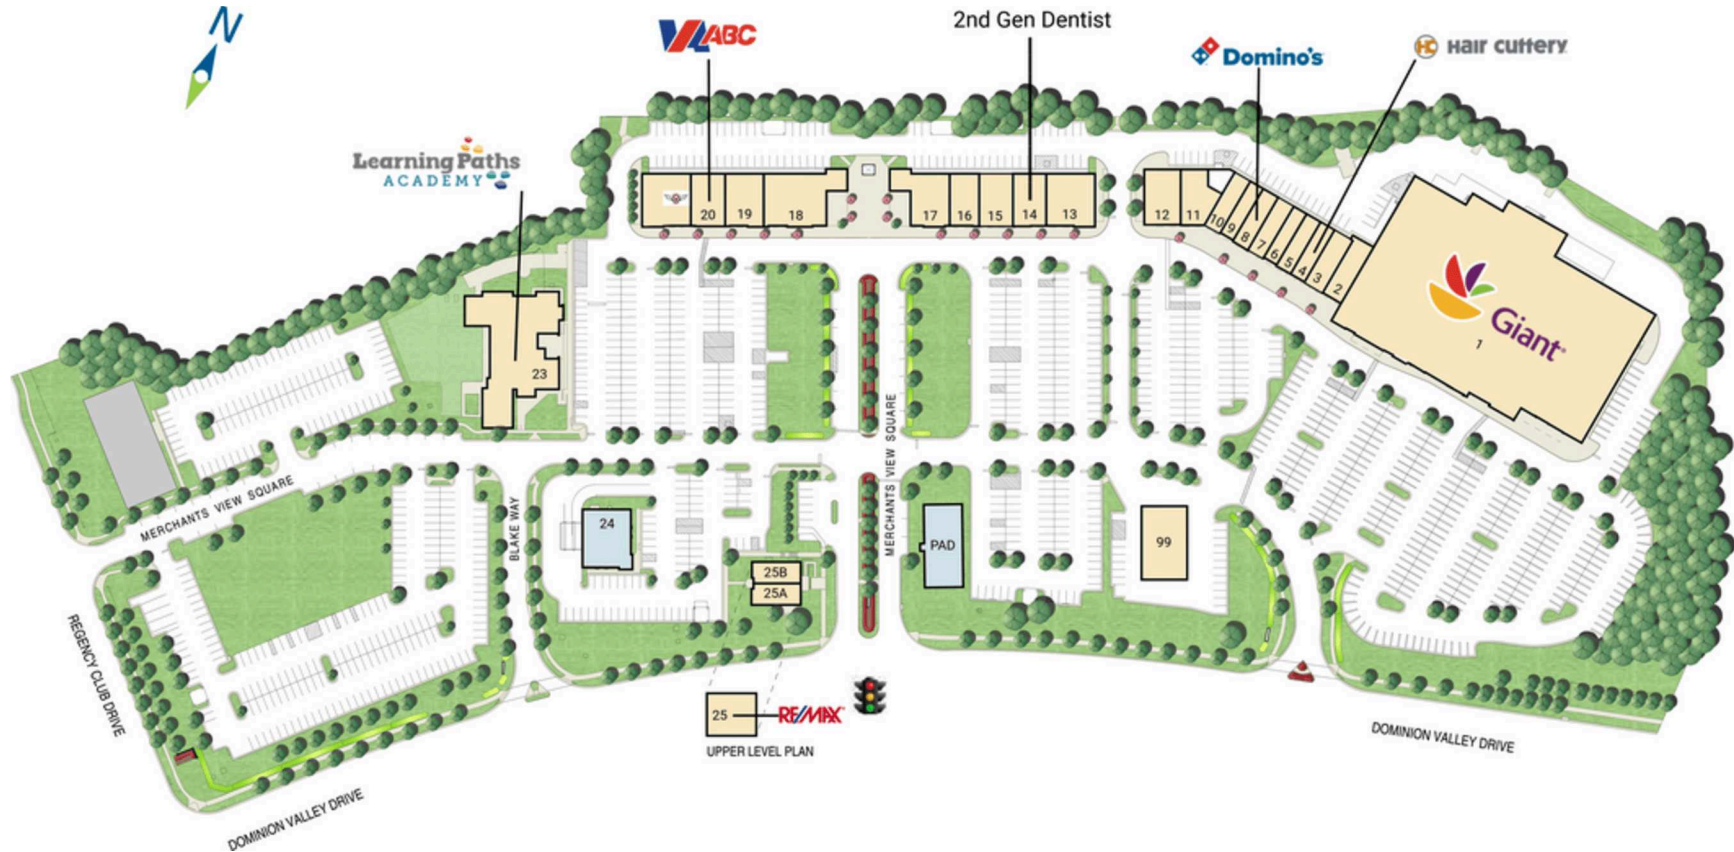 N
VA ABC
2nd Gen Dentist
Domino's
HC Hair Cuttery
Learning Paths
ACADEMY
20
19
18
17
16
15
14
13
12
11
10
9
8
7
6
5
4
3
2
Giant
1
23
MERCHANTS VIEW SQUARE
MERCHANTS VIEW SQUARE
BLAKE WAY
24
25B
25A
PAD
99
REGENCY CLUB DRIVE
25
RE/MAX
UPPER LEVEL PLAN
DOMINION VALLEY DRIVE
DOMINION VALLEY DRIVE